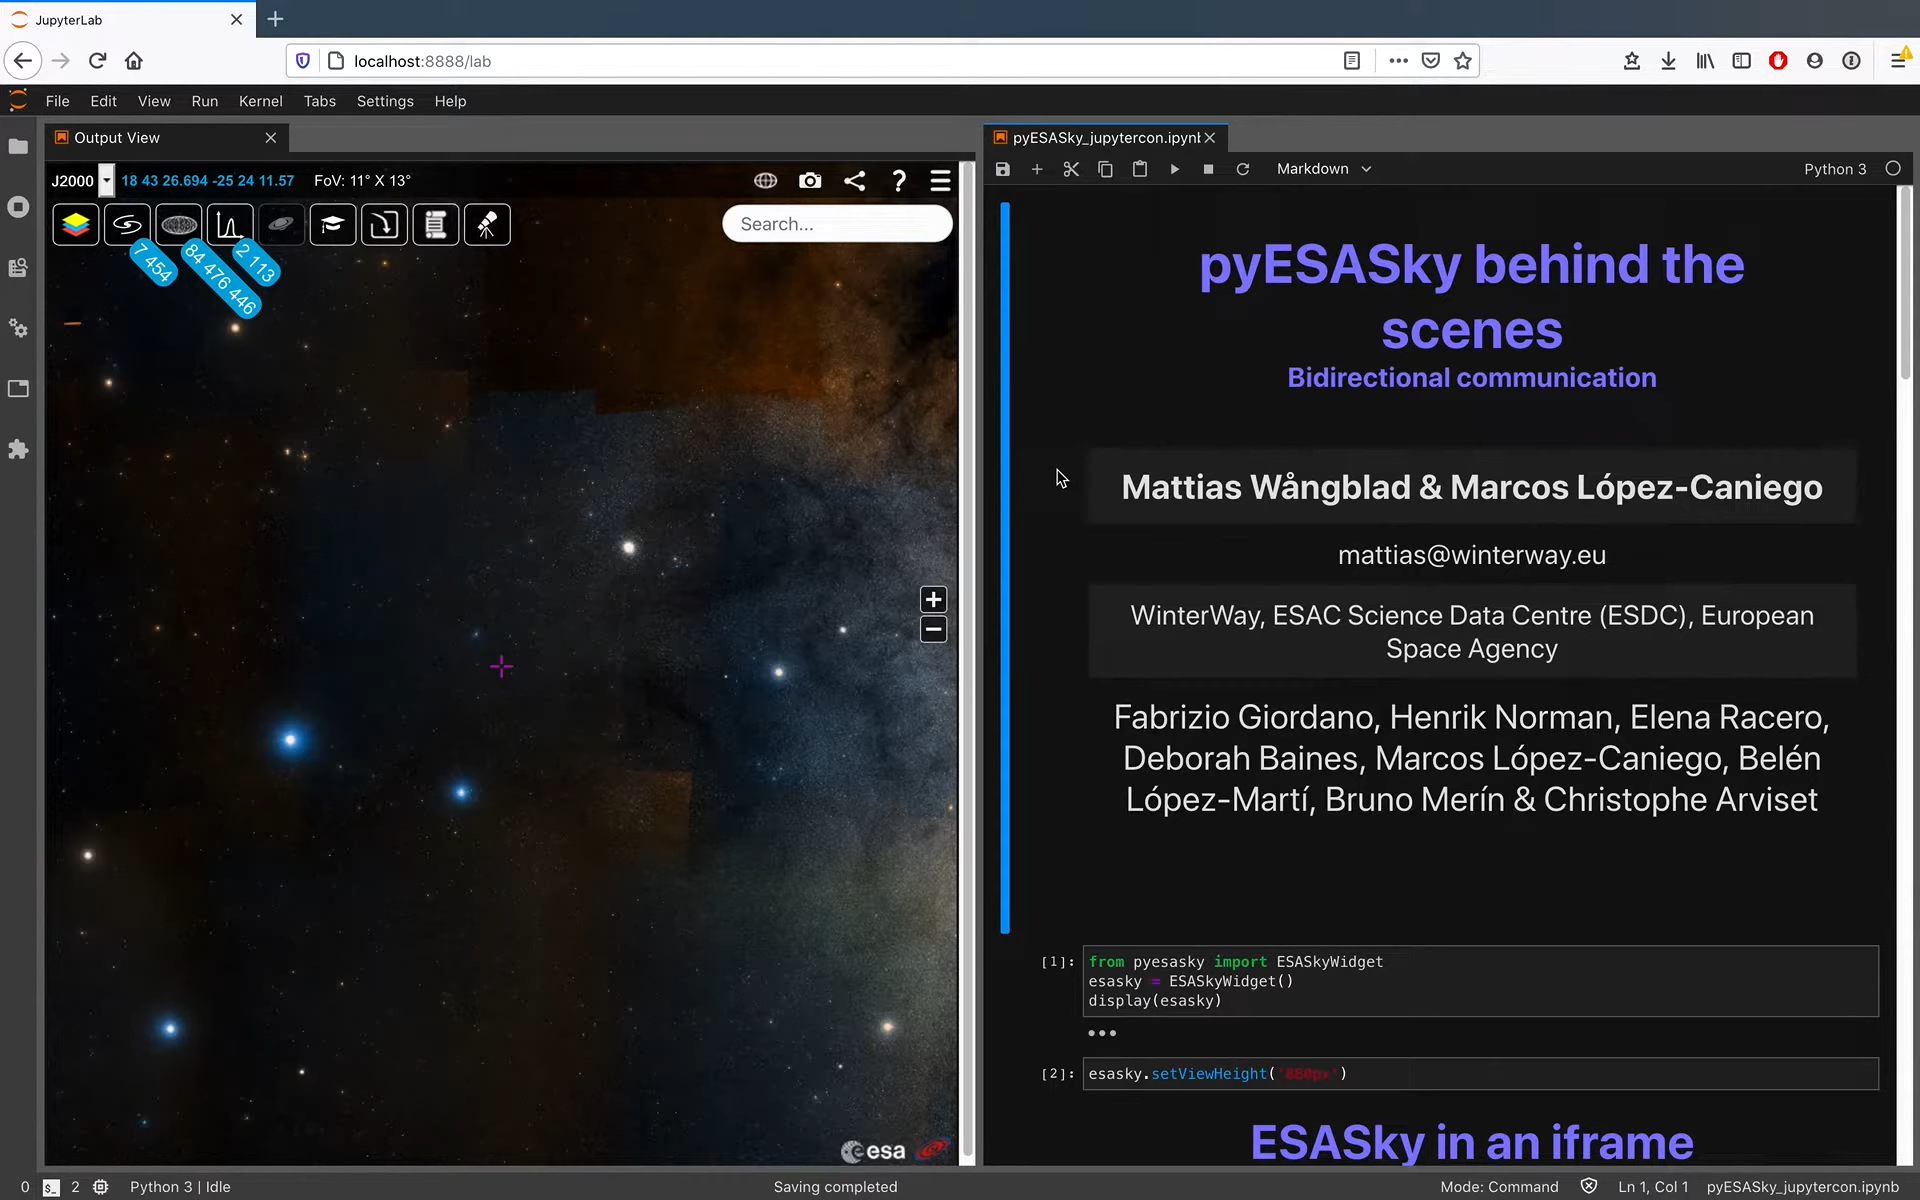 JupyterLab
localhost:8888/lab
File Edit View Run Kernel Tabs Settings Help
Output View
J2000 18 43 26.694 -25 24 11.57 FoV: 11° X 13°
Search...
7 454
84 476 446
2 113
esa
pyESASky_jupytercon.ipynb
Markdown
Python 3
pyESASky behind the
scenes
Bidirectional communication
Mattias Wångblad & Marcos López-Caniego
mattias@winterway.eu
WinterWay, ESAC Science Data Centre (ESDC), European
Space Agency
Fabrizio Giordano, Henrik Norman, Elena Racero,
Deborah Baines, Marcos López-Caniego, Belén
López-Martí, Bruno Merín & Christophe Arviset
[1]: from pyesasky import ESASkyWidget
esasky = ESASkyWidget()
display(esasky)
[2]: esasky.setViewHeight('880px')
ESASky in an iframe
0 2 Python 3 | Idle
Saving completed
Mode: Command Ln 1, Col 1 pyESASky_jupytercon.ipynb